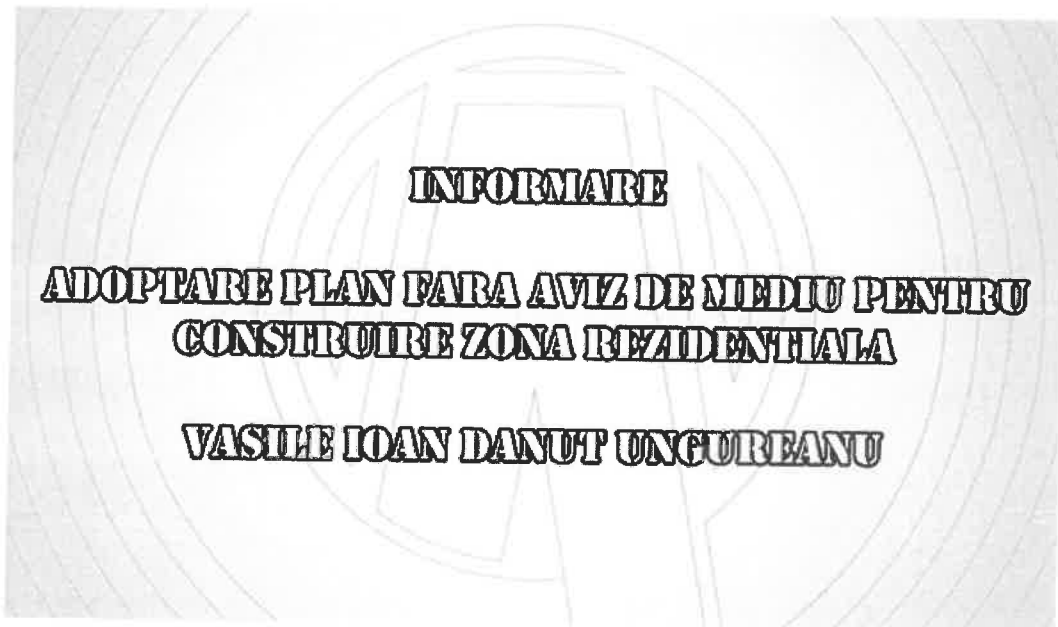 INFORMARE
ADOPTARE PLAN FARA AVIZ DE MEDIU PENTRU
CONSTRUIRE ZONA REZIDENTIALA
VASILE IOAN DANUT UNGUREANU